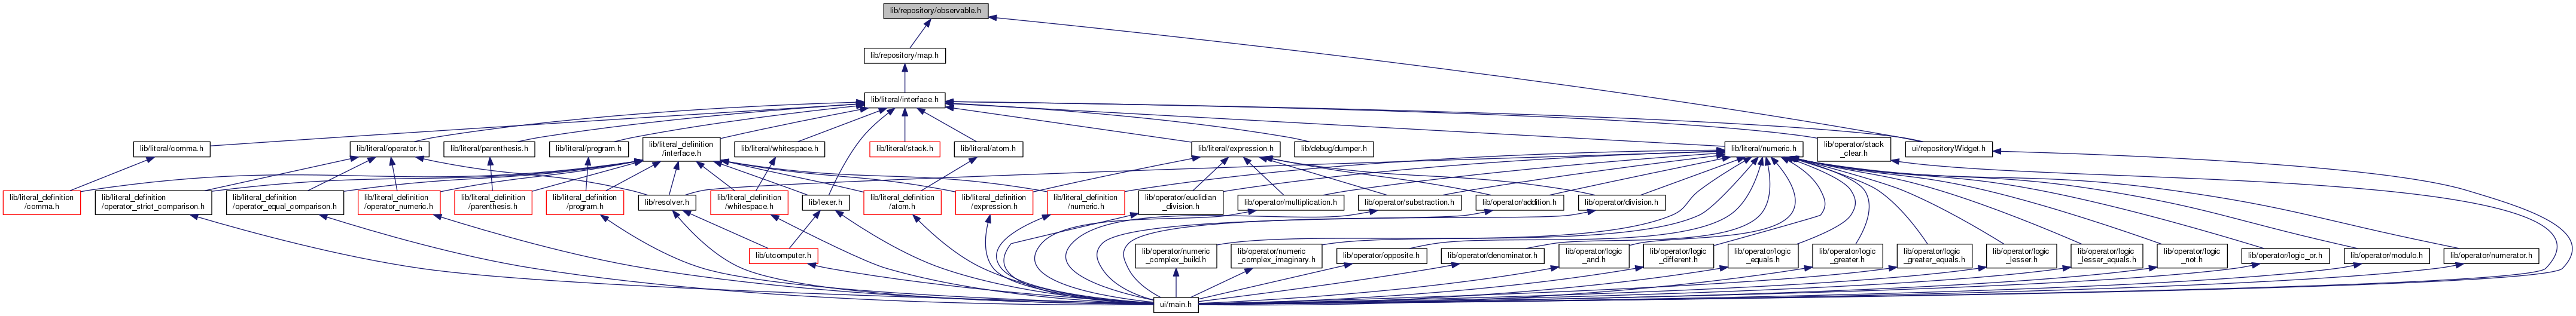 lib/repository/observable.h
lib/repository/map.h
lib/literal/interface.h
lib/literal/comma.h
lib/literal/operator.h
lib/literal/parenthesis.h
lib/literal/program.h
lib/literal_definition
/interface.h
lib/literal/whitespace.h
lib/literal/stack.h
lib/literal/atom.h
lib/literal/expression.h
lib/debug/dumper.h
lib/literal/numeric.h
lib/operator/stack
_clear.h
ui/repositoryWidget.h
lib/literal_definition
/comma.h
lib/literal_definition
/operator_strict_comparison.h
lib/literal_definition
/operator_equal_comparison.h
lib/literal_definition
/operator_numeric.h
lib/literal_definition
/parenthesis.h
lib/literal_definition
/program.h
lib/resolver.h
lib/literal_definition
/whitespace.h
lib/lexer.h
lib/literal_definition
/atom.h
lib/literal_definition
/expression.h
lib/literal_definition
/numeric.h
lib/operator/euclidian
_division.h
lib/operator/multiplication.h
lib/operator/substraction.h
lib/operator/addition.h
lib/operator/division.h
lib/utcomputer.h
lib/operator/numeric
_complex_build.h
lib/operator/numeric
_complex_imaginary.h
lib/operator/opposite.h
lib/operator/denominator.h
lib/operator/logic
_and.h
lib/operator/logic
_different.h
lib/operator/logic
_equals.h
lib/operator/logic
_greater.h
lib/operator/logic
_greater_equals.h
lib/operator/logic
_lesser.h
lib/operator/logic
_lesser_equals.h
lib/operator/logic
_not.h
lib/operator/logic_or.h
lib/operator/modulo.h
lib/operator/numerator.h
ui/main.h